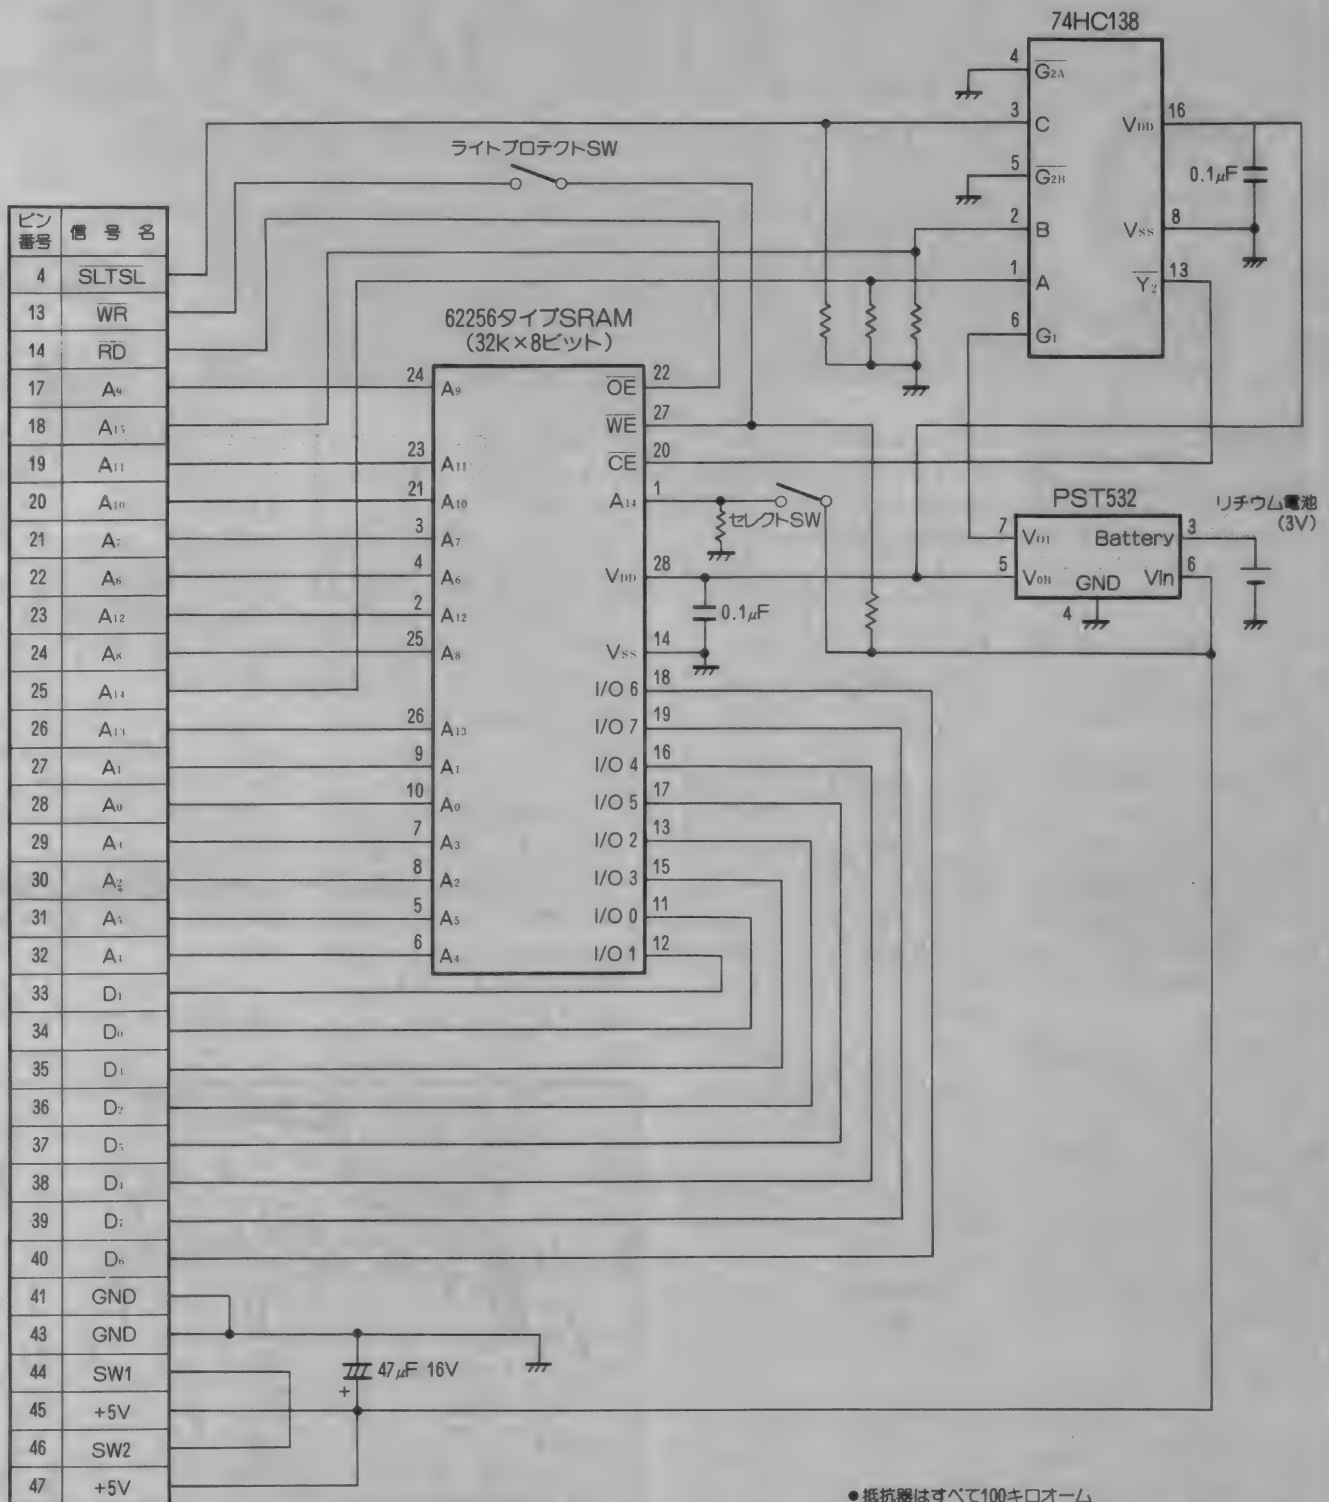 74HC138
4 G2A
3 C
5 G2B
2 B
1 A
6 G1
VDD 16
VSS 8
Y2 13
0.1μF
ライトプロテクトSW
ピン番号 信号名
4 SLTSL
13 WR
14 RD
17 A9
18 A15
19 A11
20 A10
21 A7
22 A6
23 A12
24 A8
25 A14
26 A13
27 A1
28 A0
29 A3
30 A2
31 A5
32 A4
33 D1
34 D0
35 D3
36 D2
37 D5
38 D4
39 D7
40 D6
41 GND
43 GND
44 SW1
45 +5V
46 SW2
47 +5V
62256タイプSRAM
(32K×8ビット)
24 A9
23 A11
21 A10
3 A7
4 A6
2 A12
25 A8
26 A13
9 A1
10 A0
7 A3
8 A2
5 A5
6 A4
OE 22
WE 27
CE 20
A14 1
VDD 28
VSS 14
I/O 6 18
I/O 7 19
I/O 4 16
I/O 5 17
I/O 2 13
I/O 3 15
I/O 0 11
I/O 1 12
セレクトSW
0.1μF
PST532
7 V01
5 V0B
Battery 3
Vin 6
GND
4
リチウム電池
(3V)
47μF 16V
+
●抵抗器はすべて100キロオーム